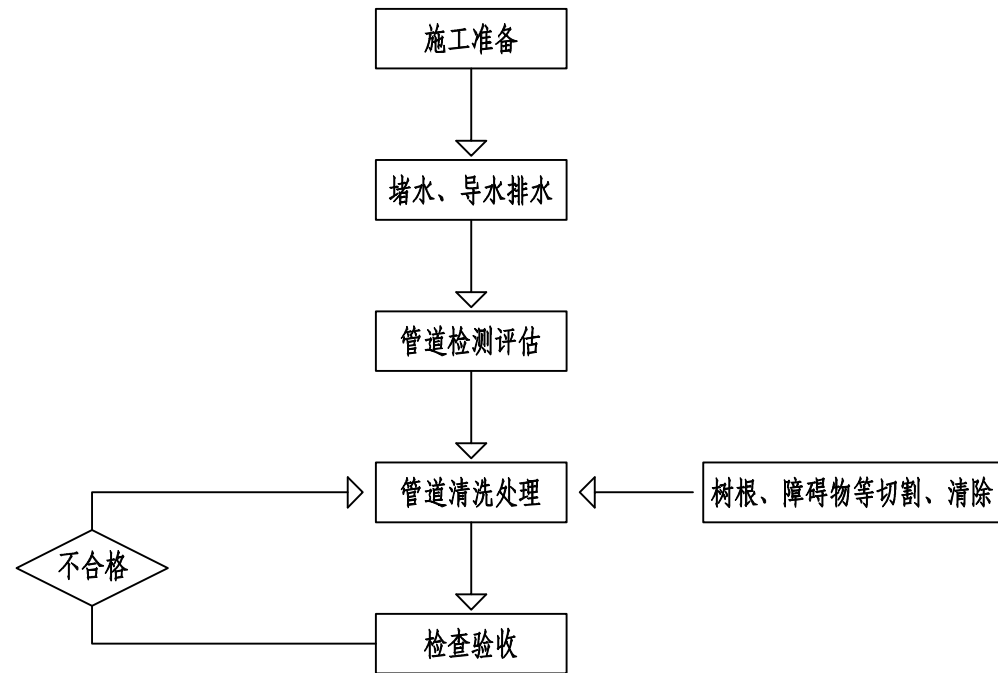 施工准备
堵水、导水排水
管道检测评估
管道清洗处理
树根、障碍物等切割、清除
不合格
检查验收